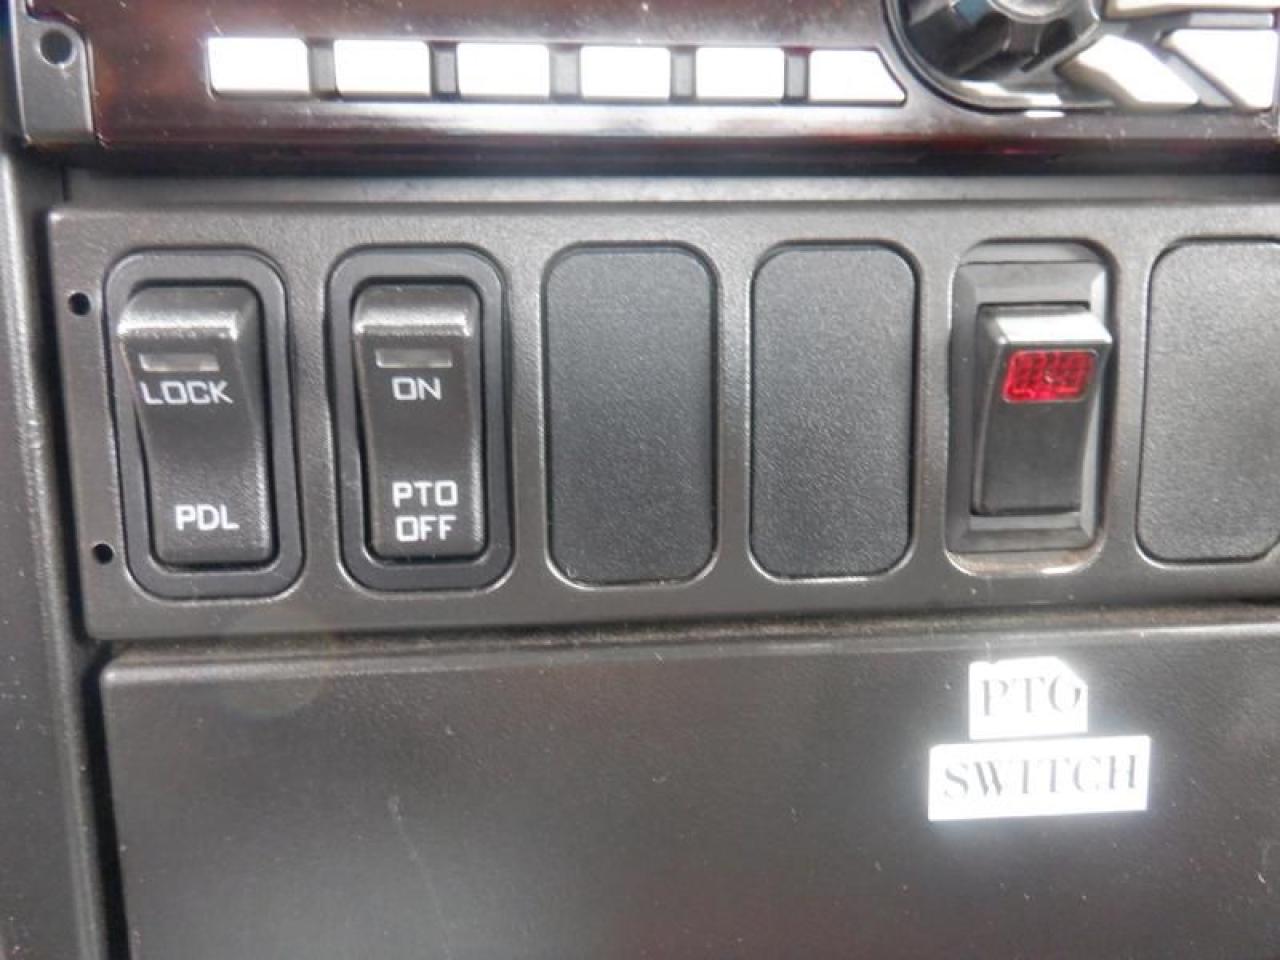 LOCK
PDL
ON
PTO
OFF
PTO
SWITCH